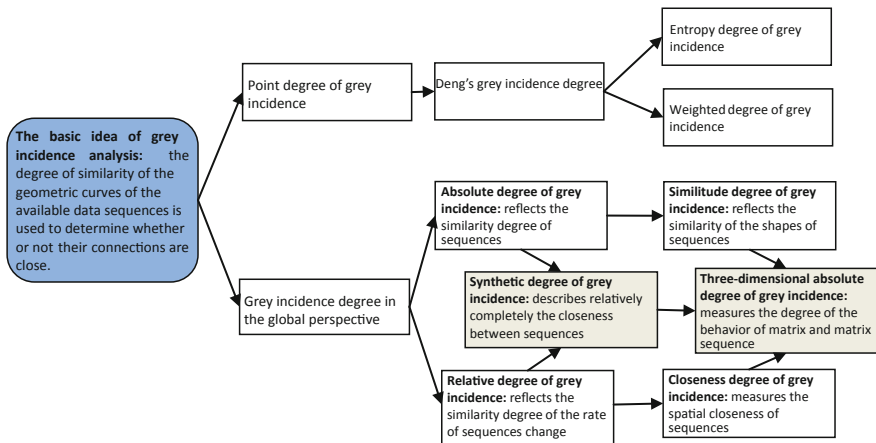 The basic idea of grey
incidence analysis: the
degree of similarity of the
geometric curves of the
available data sequences is
used to determine whether
or not their connections are
close.
Point degree of grey
incidence
Deng's grey incidence degree
Entropy degree of grey
incidence
Weighted degree of grey
incidence
Grey incidence degree in
the global perspective
Absolute degree of grey
incidence: reflects the
similarity degree of
sequences
Similitude degree of grey
incidence: reflects the
similarity of the shapes of
sequences
Synthetic degree of grey
incidence: describes relatively
completely the closeness
between sequences
Three-dimensional absolute
degree of grey incidence:
measures the degree of the
behavior of matrix and matrix
sequence
Relative degree of grey
incidence: reflects the
similarity degree of the rate
of sequences change
Closeness degree of grey
incidence: measures the
spatial closeness of
sequences